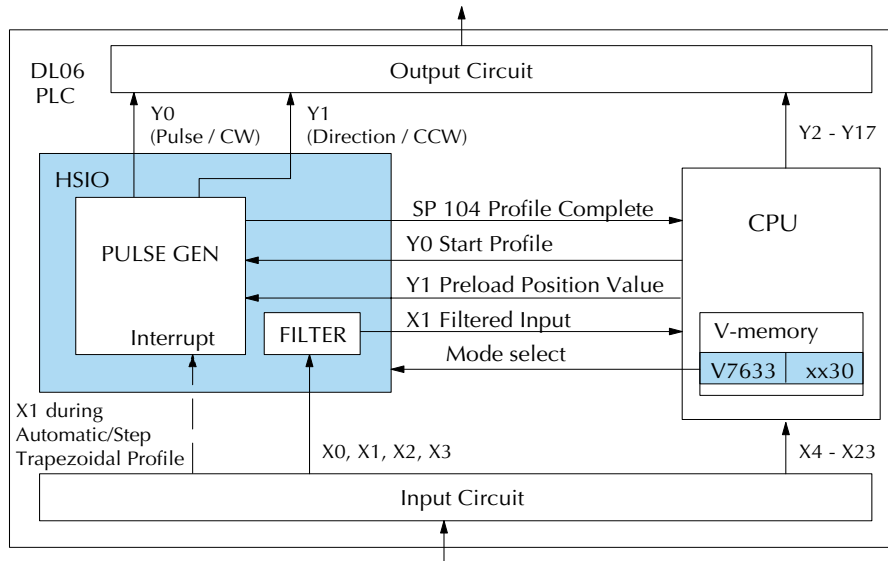 Output Circuit
DL06
PLC
Y0
(Pulse / CW)
Y1
(Direction / CCW)
Y2 - Y17
HSIO
PULSE GEN
Interrupt
FILTER
SP 104 Profile Complete
Y0 Start Profile
Y1 Preload Position Value
X1 Filtered Input
Mode select
CPU
V-memory
V7633 xx30
X1 during
Automatic/Step
Trapezoidal Profile
X0, X1, X2, X3
X4 - X23
Input Circuit